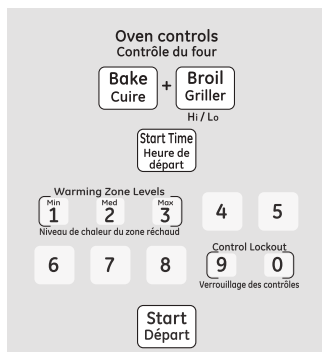 Oven controls
Contrôle du four
Bake + Broil
Cuire Griller
Hi / Lo
Start Time
Heure de
départ
Warming Zone Levels
Min Med Max
1 2 3 4 5
Niveau de chaleur du zone réchaud
Control Lockout
6 7 8 9 0
Verrouillage des contrôles
Start
Départ